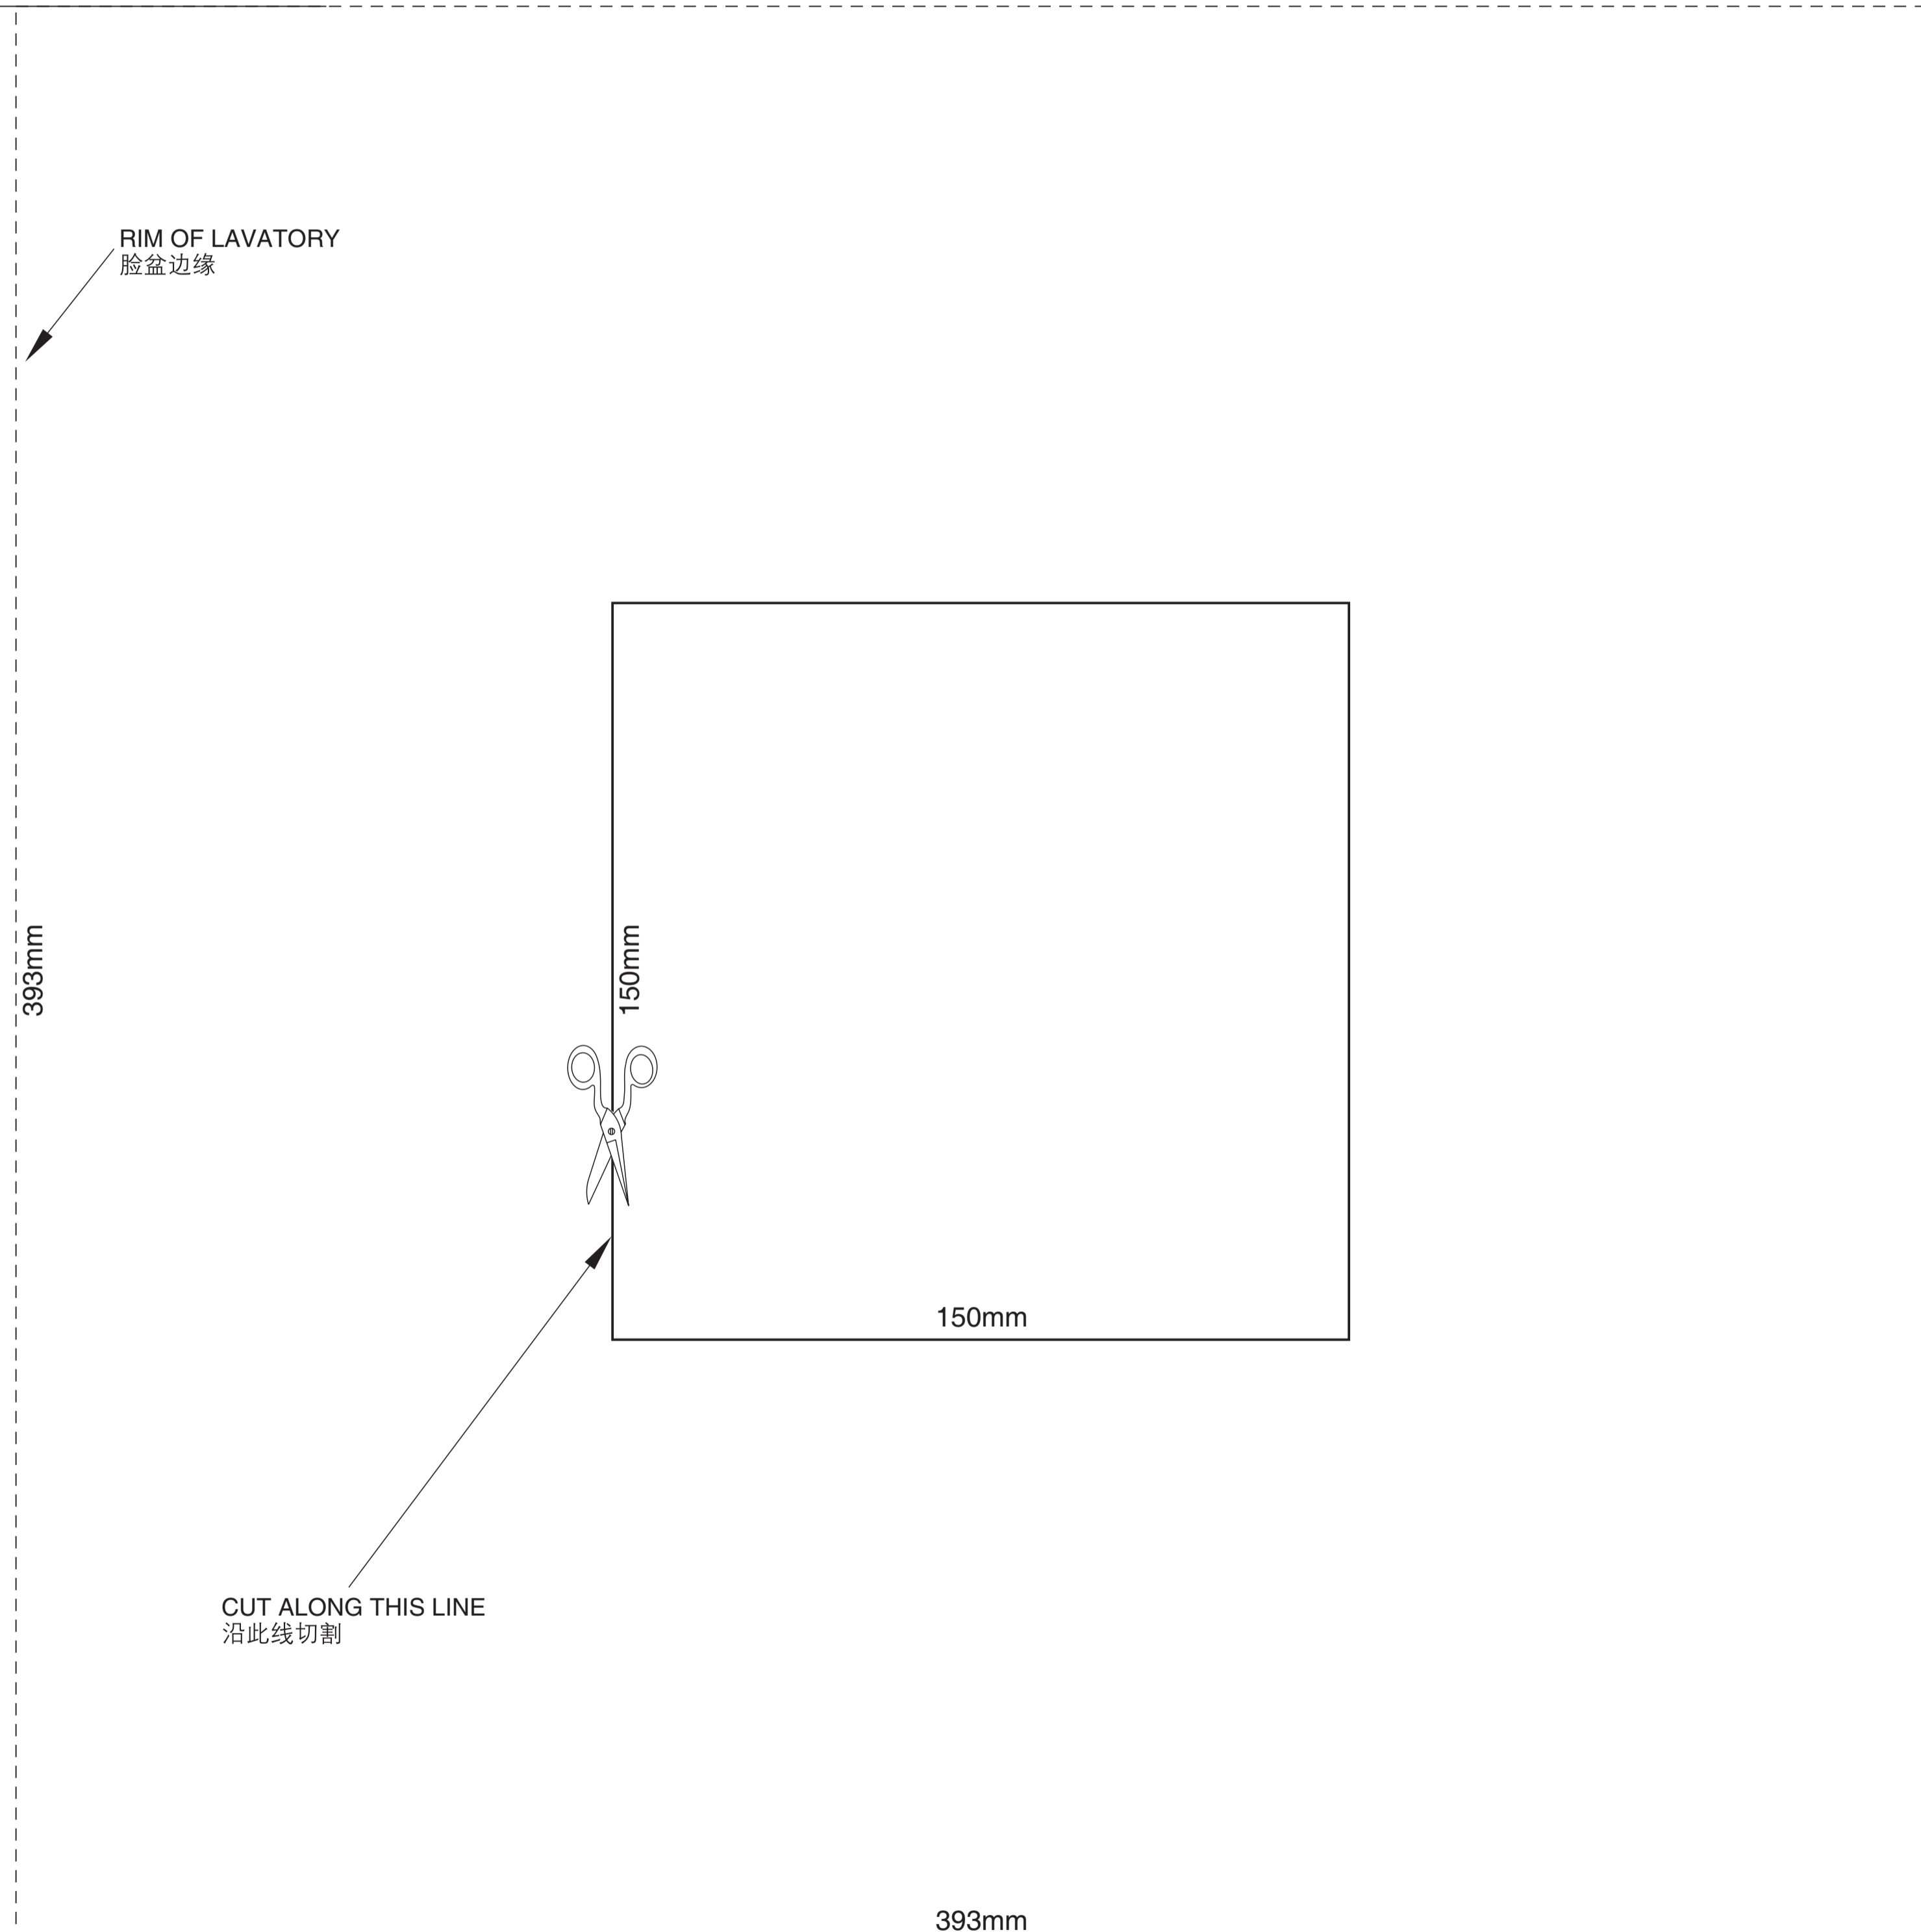 RIM OF LAVATORY
脸盆边缘
393mm
150mm
150mm
CUT ALONG THIS LINE
沿此线切割
393mm